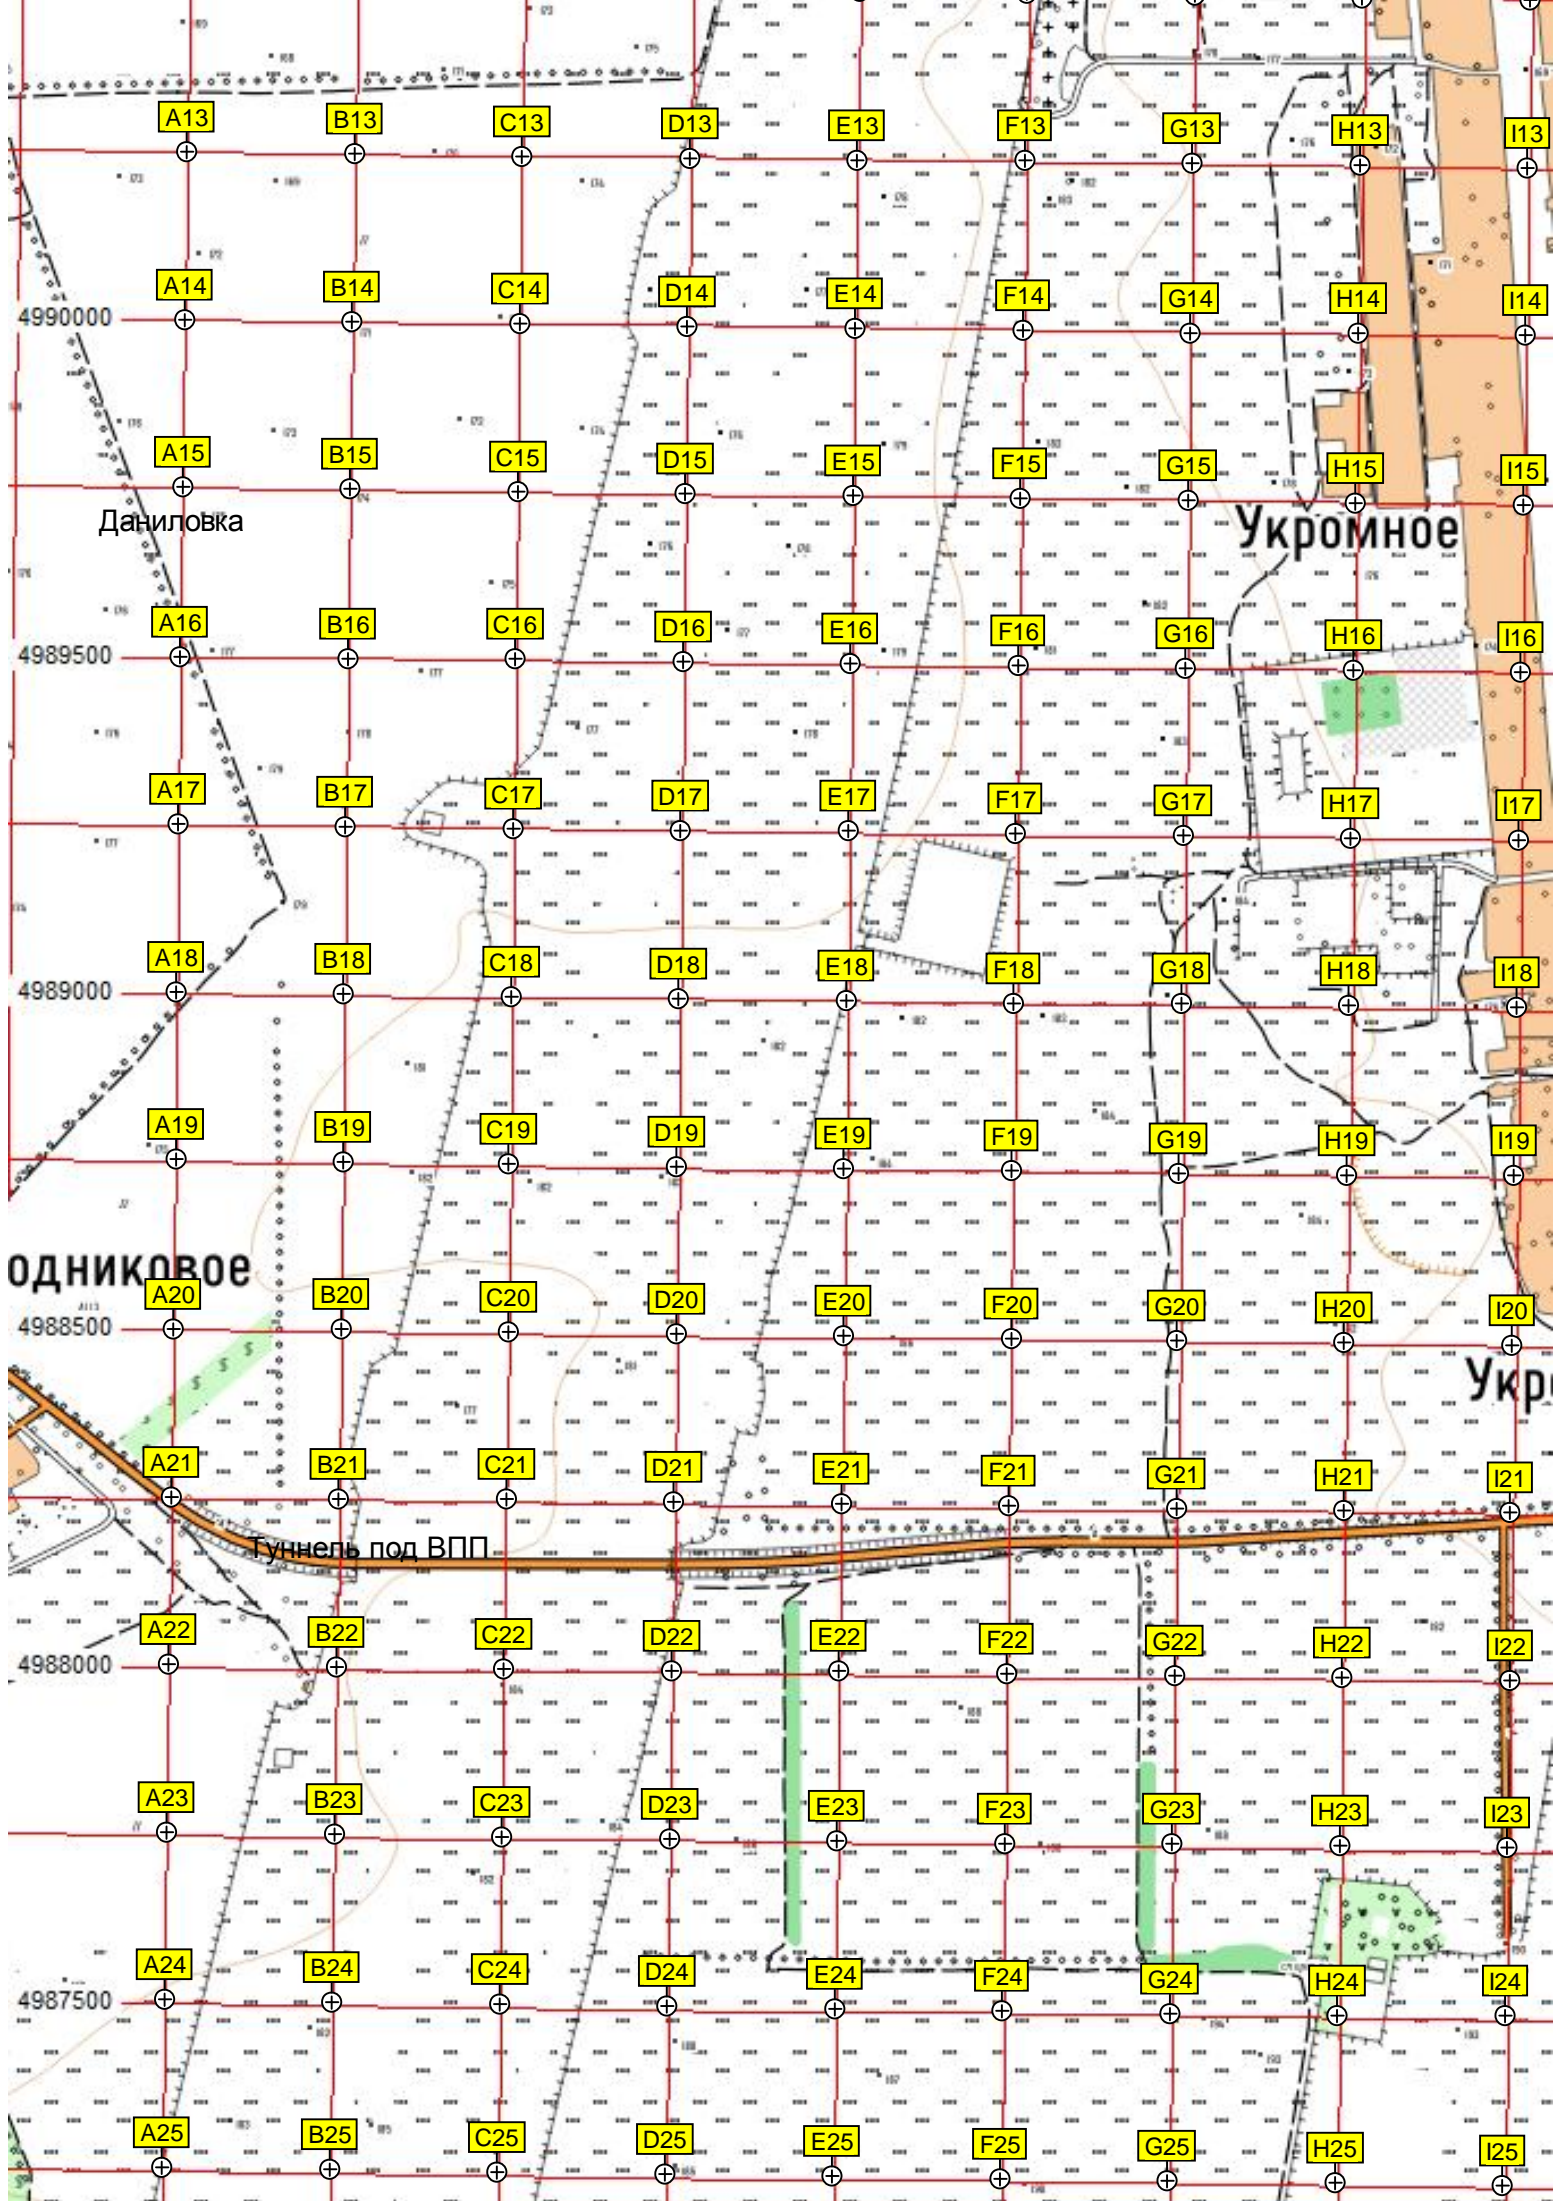 A13 B13 C13 D13 E13 F13 G13 H13 I13
A14 B14 C14 D14 E14 F14 G14 H14 I14
4990000
A15 B15 C15 D15 E15 F15 G15 H15 I15
Даниловка
Укромное
A16 B16 C16 D16 E16 F16 G16 H16 I16
4989500
A17 B17 C17 D17 E17 F17 G17 H17 I17
A18 B18 C18 D18 E18 F18 G18 H18 I18
4989000
A19 B19 C19 D19 E19 F19 G19 H19 I19
одниковое
A20 B20 C20 D20 E20 F20 G20 H20 I20
4988500
Укр
A21 B21 C21 D21 E21 F21 G21 H21 I21
Туннель под ВПП
A22 B22 C22 D22 E22 F22 G22 H22 I22
4988000
A23 B23 C23 D23 E23 F23 G23 H23 I23
A24 B24 C24 D24 E24 F24 G24 H24 I24
4987500
A25 B25 C25 D25 E25 F25 G25 H25 I25